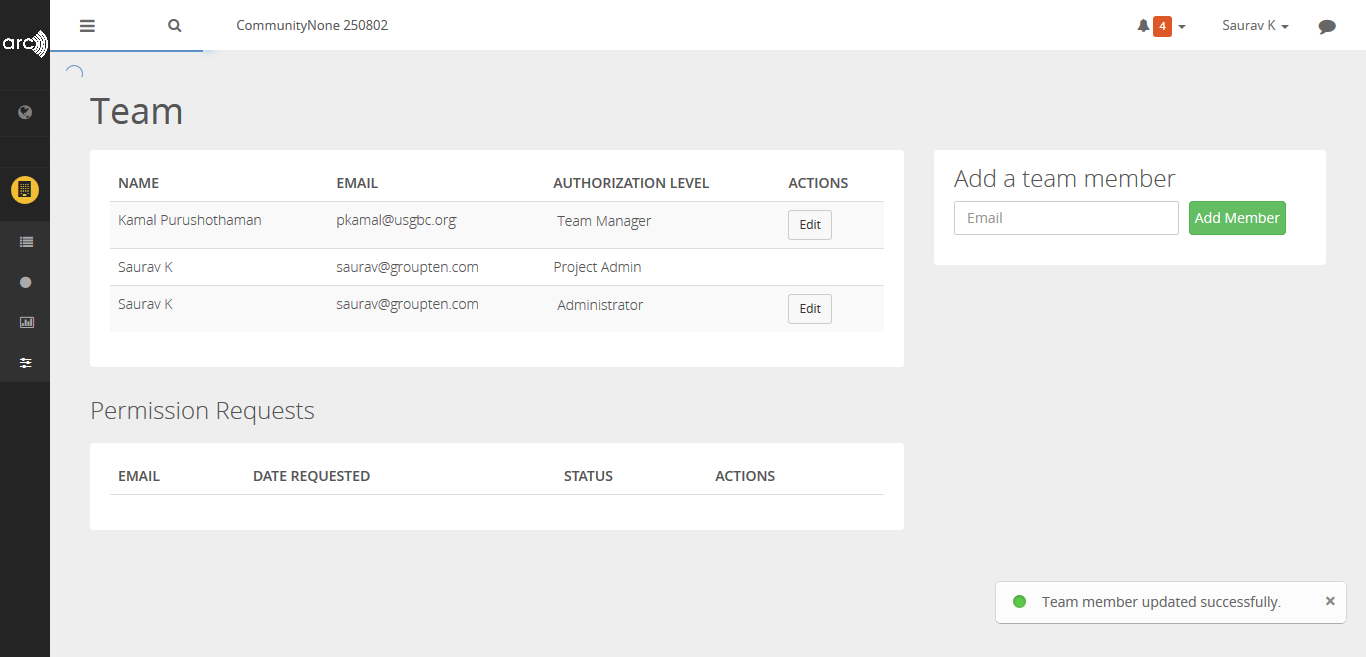 arc
CommunityNone 250802
4
Saurav K
Team
NAME EMAIL AUTHORIZATION LEVEL ACTIONS
Kamal Purushothaman pkamal@usgbc.org Team Manager Edit
Saurav K saurav@groupten.com Project Admin
Saurav K saurav@groupten.com Administrator Edit
Add a team member
Email Add Member
Permission Requests
EMAIL DATE REQUESTED STATUS ACTIONS
Team member updated successfully. ×